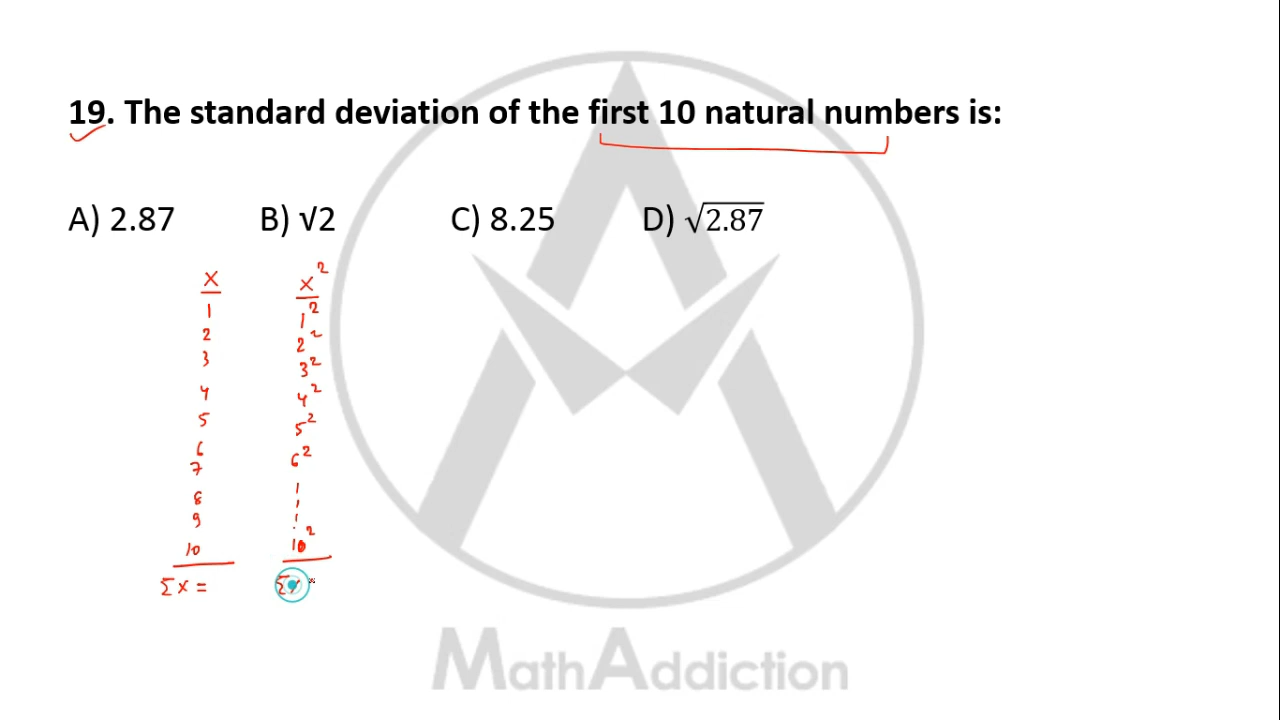 19. The standard deviation of the first 10 natural numbers is:
A) 2.87 B) √2 C) 8.25 D) √2.87
x x²
1 1²
2 2²
3 3²
4 4²
5 5²
6 6²
7
8
9
10 10²
Σx = Σ
MathAddiction